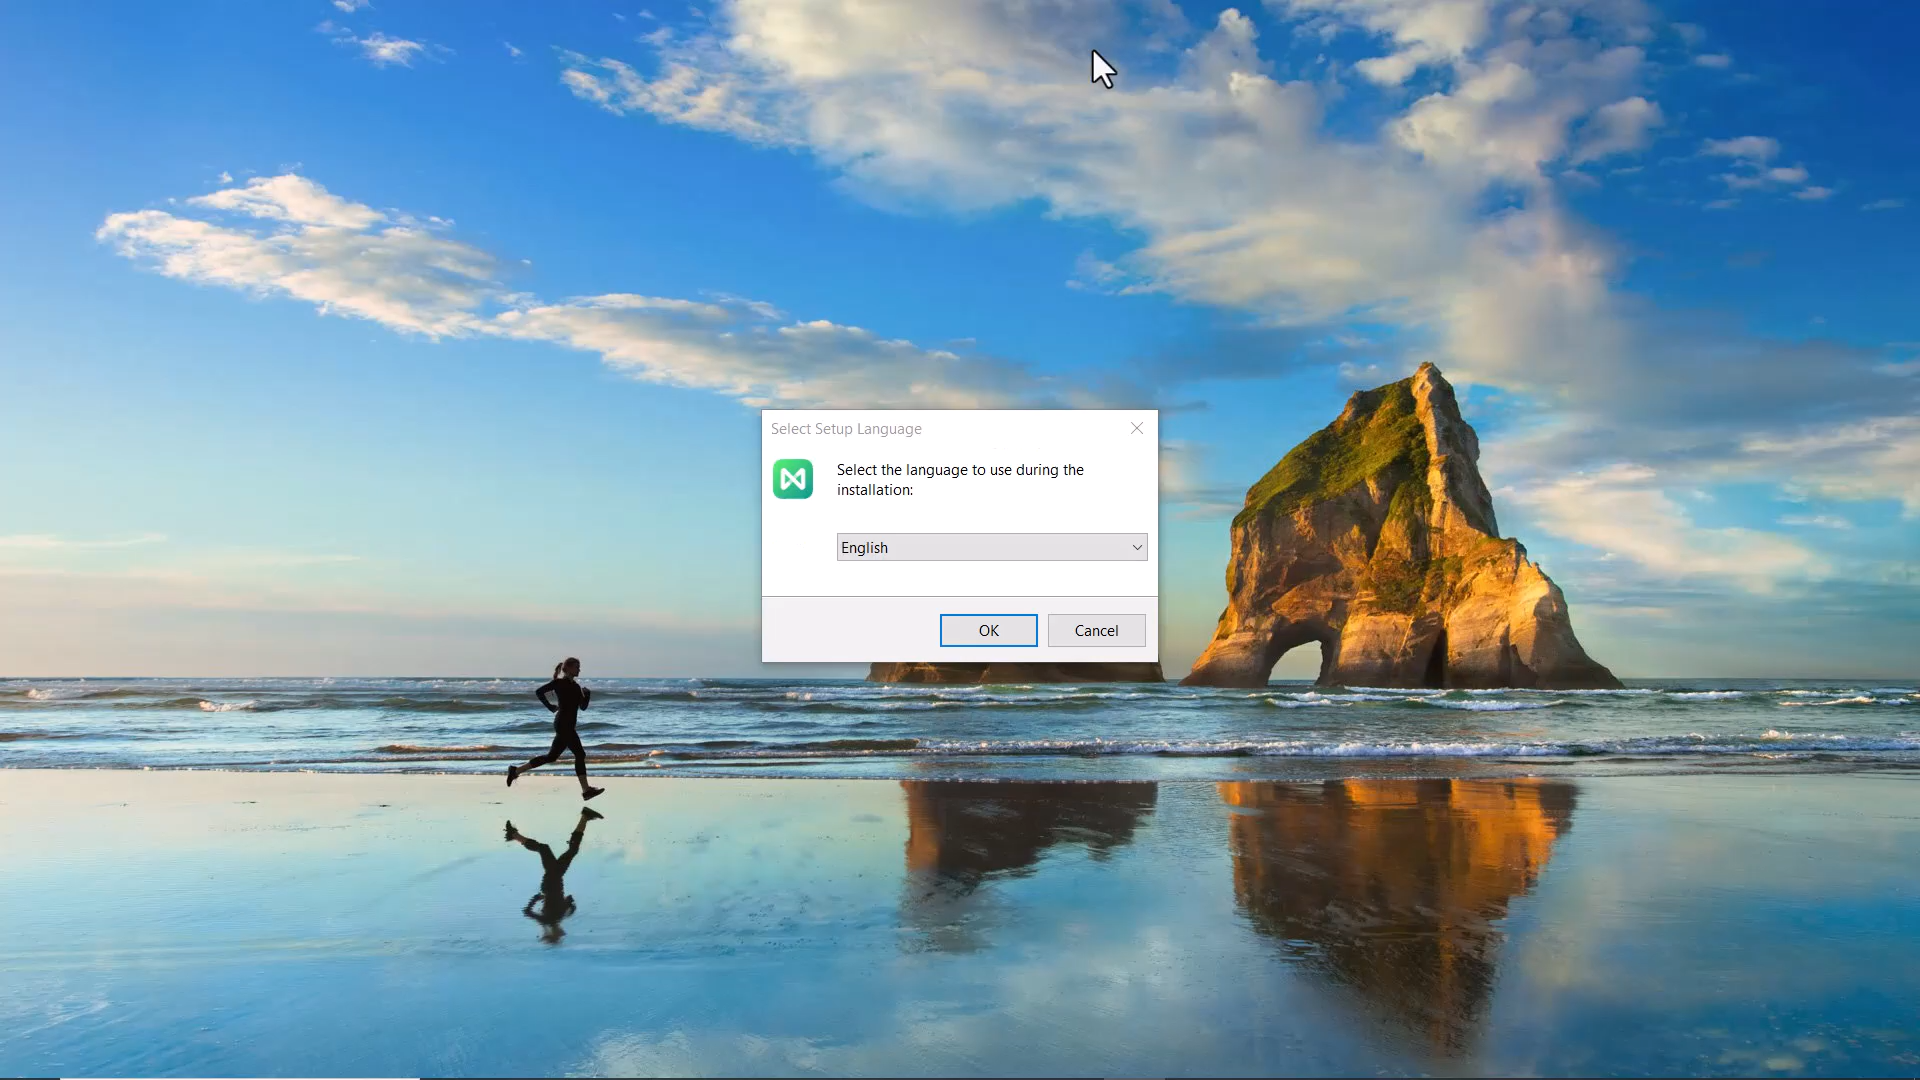 Select Setup Language
Select the language to use during the
installation:
English
OK
Cancel